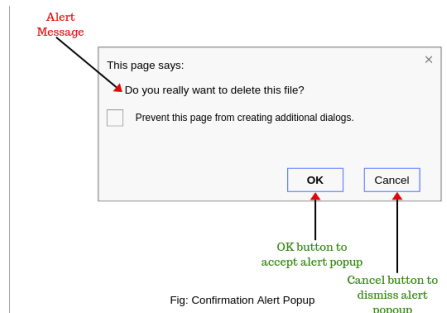 Alert
Message
This page says:
×
Do you really want to delete this file?
Prevent this page from creating additional dialogs.
OK
Cancel
OK button to
accept alert popup
Cancel button to
dismiss alert
popoup
Fig: Confirmation Alert Popup